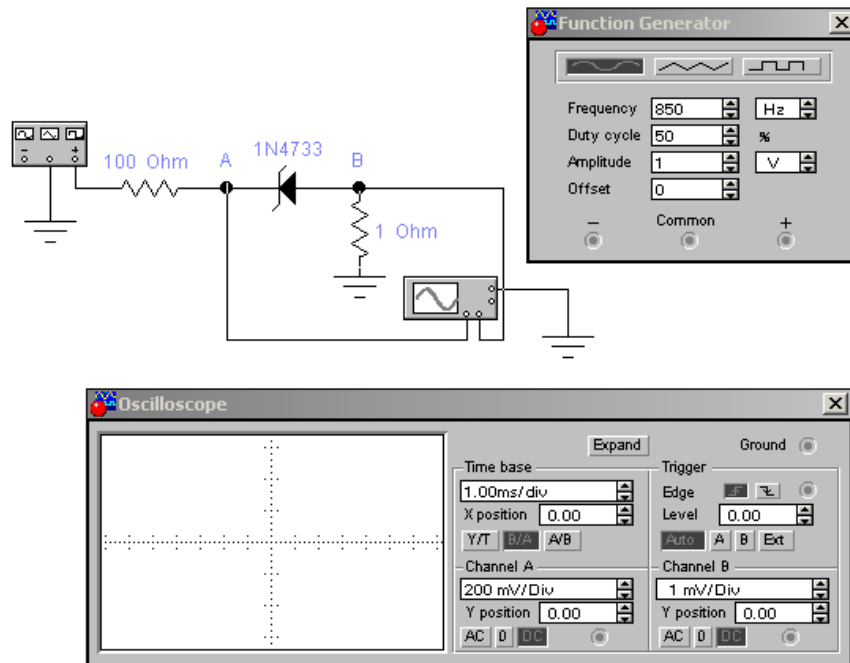 Function Generator
Frequency 850 Hz
Duty cycle 50 %
Amplitude 1 V
Offset 0
− Common +
− +
100 Ohm A 1N4733 B
1 Ohm
Oscilloscope
Expand Ground
Time base Trigger
1.00ms/div Edge
X position 0.00 Level 0.00
Y/T B/A A/B Auto A B Ext
Channel A Channel B
200 mV/Div 1 mV/Div
Y position 0.00 Y position 0.00
AC 0 DC AC 0 DC